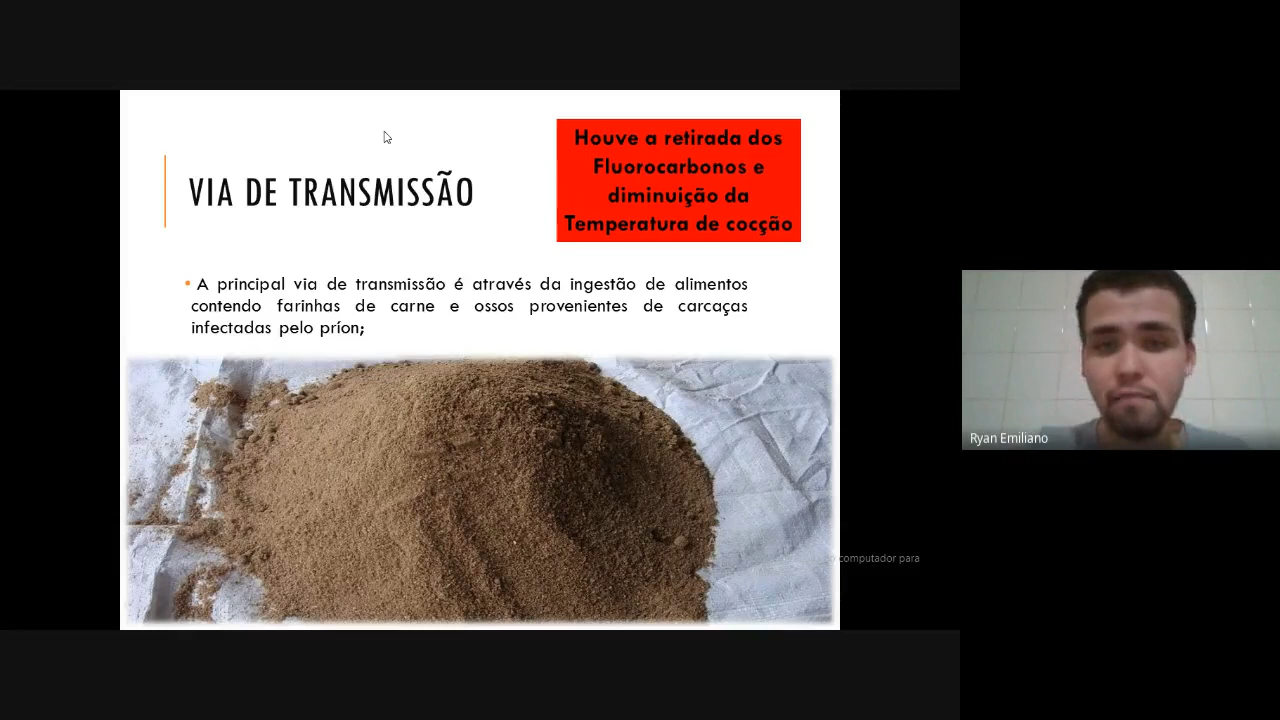 Houve a retirada dos
Fluorocarbonos e
diminuição da
Temperatura de cocção
VIA DE TRANSMISSÃO
• A principal via de transmissão é através da ingestão de alimentos
contendo farinhas de carne e ossos provenientes de carcaças
infectadas pelo príon;
Ryan Emiliano
computador para